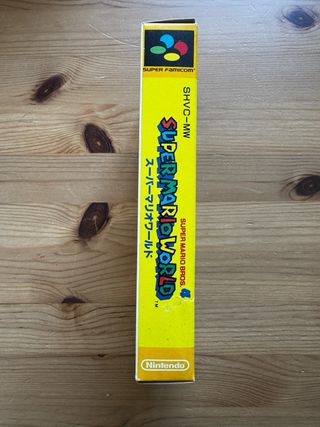 SUPER FAMICOM
SHVC-MW
SUPER MARIO BROS. 4
SUPER MARIO WORLD™
スーパーマリオワールド
Nintendo